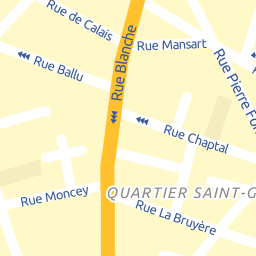 Rue de Calais
Rue Mansart
Rue Blanche
Rue Ballu
Rue Pierre Fon
Rue Chaptal
QUARTIER SAINT-G
Rue Moncey
Rue La Bruyère